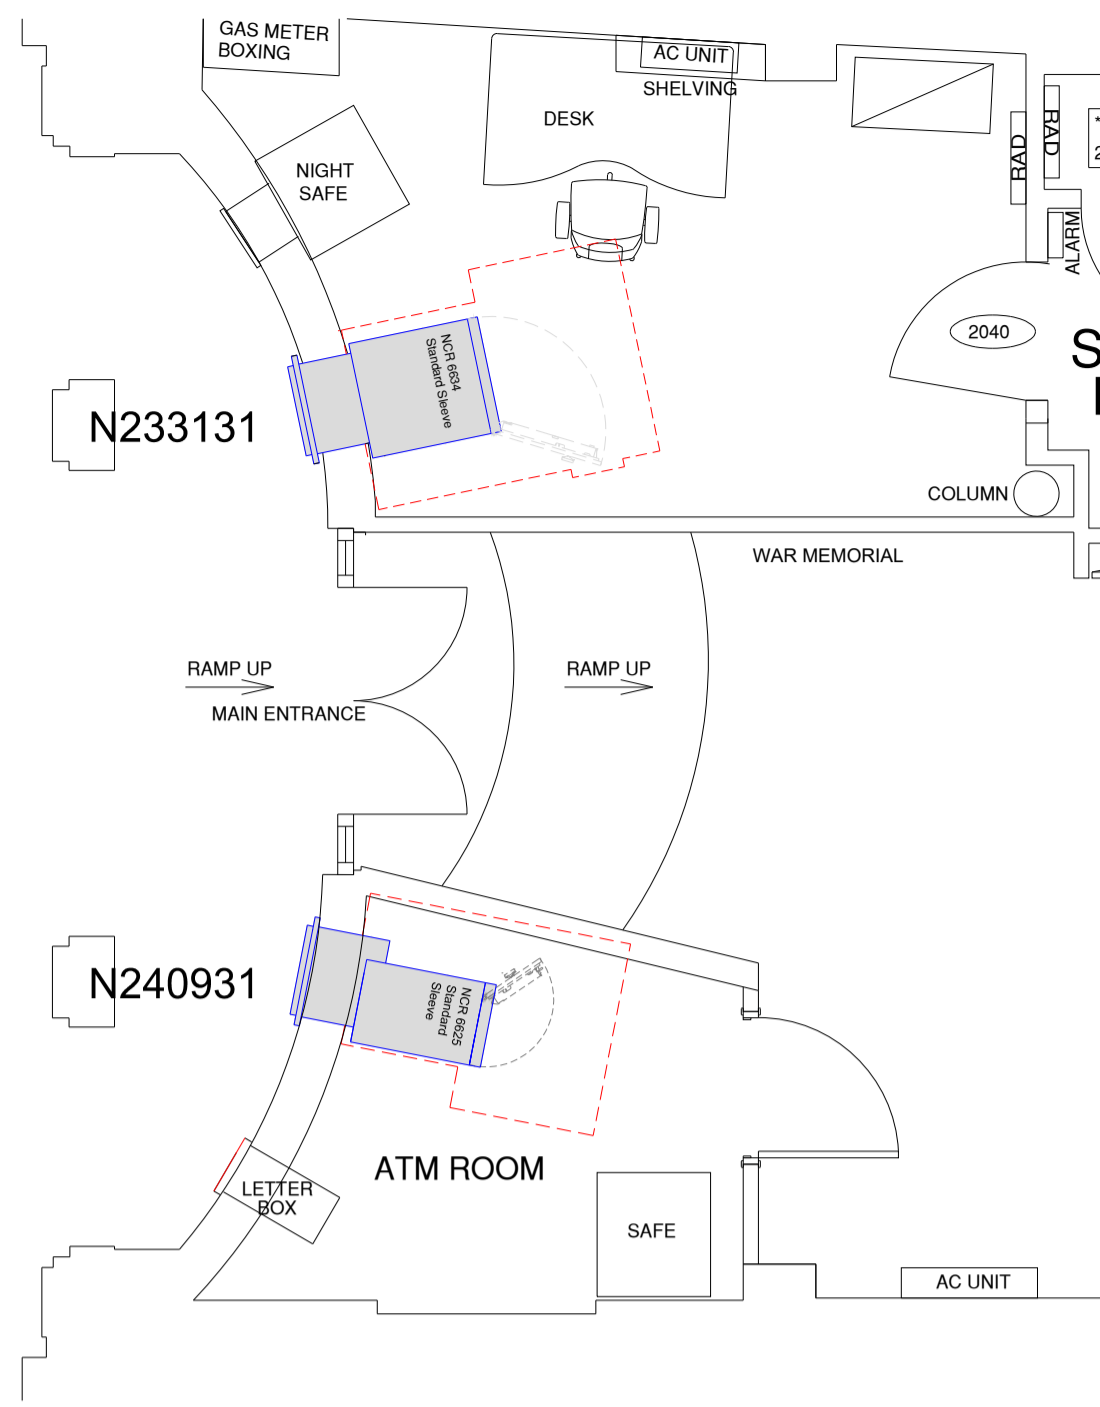 GAS METER
BOXING
AC UNIT
SHELVING
DESK
NIGHT
SAFE
RAD
RAD
*
2
ALARM
2040
S
NCR 6634
Standard Sleeve
N233131
COLUMN
WAR MEMORIAL
RAMP UP
RAMP UP
MAIN ENTRANCE
N240931
NCR 6625
Standard
Sleeve
ATM ROOM
LETTER
BOX
SAFE
AC UNIT